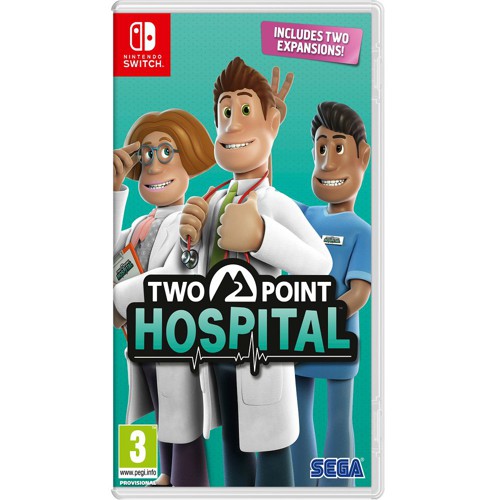 NINTENDO
SWITCH
INCLUDES TWO
EXPANSIONS!
TWO 2 POINT
HOSPITAL
3
www.pegi.info
PROVISIONAL
SEGA